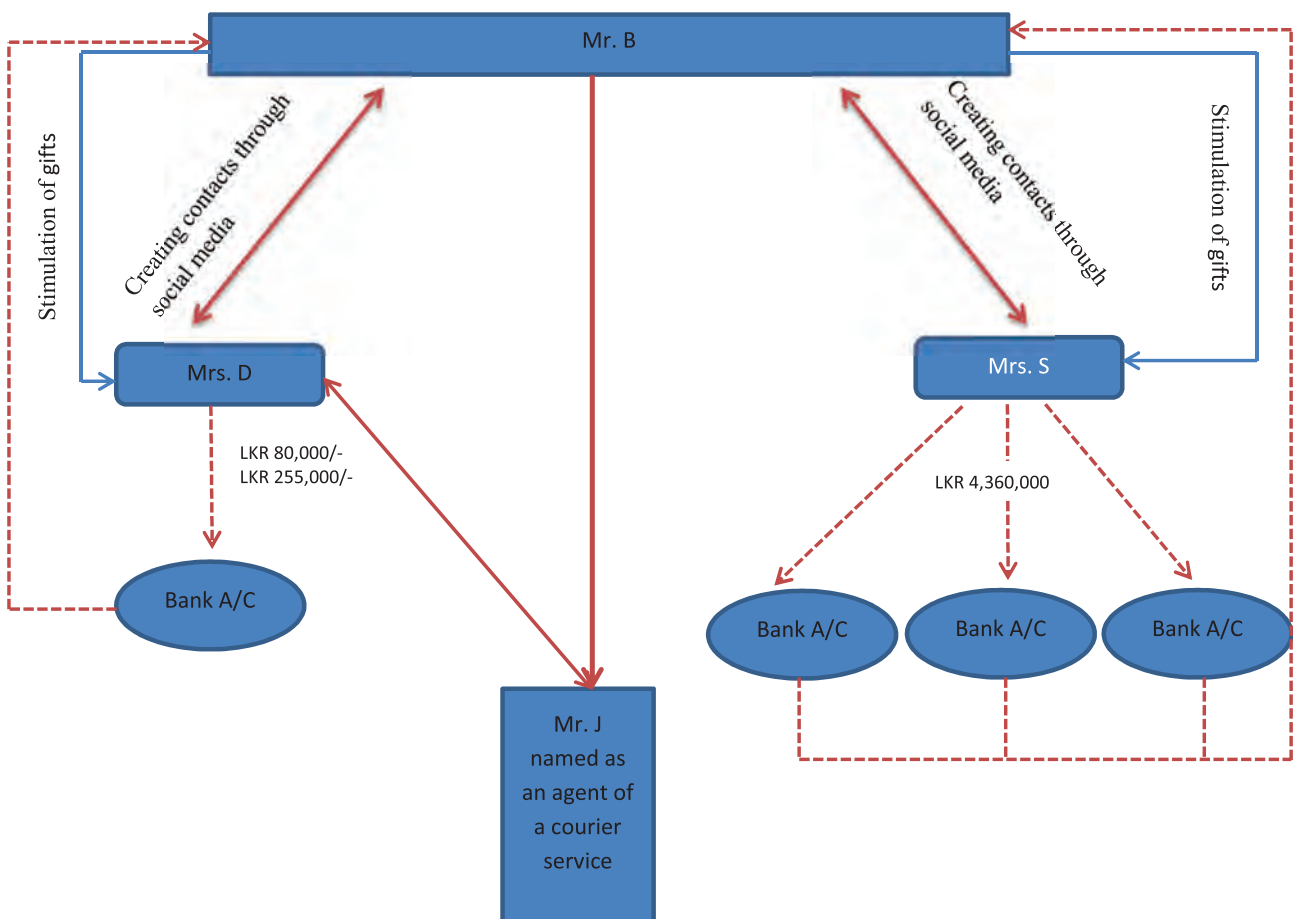 Mr. B
Stimulation of gifts
Creating contacts through
social media
Creating contacts through
social media
Stimulation of gifts
Mrs. D
Mrs. S
LKR 80,000/-
LKR 255,000/-
LKR 4,360,000
Bank A/C
Bank A/C
Bank A/C
Bank A/C
Mr. J
named as
an agent of
a courier
service